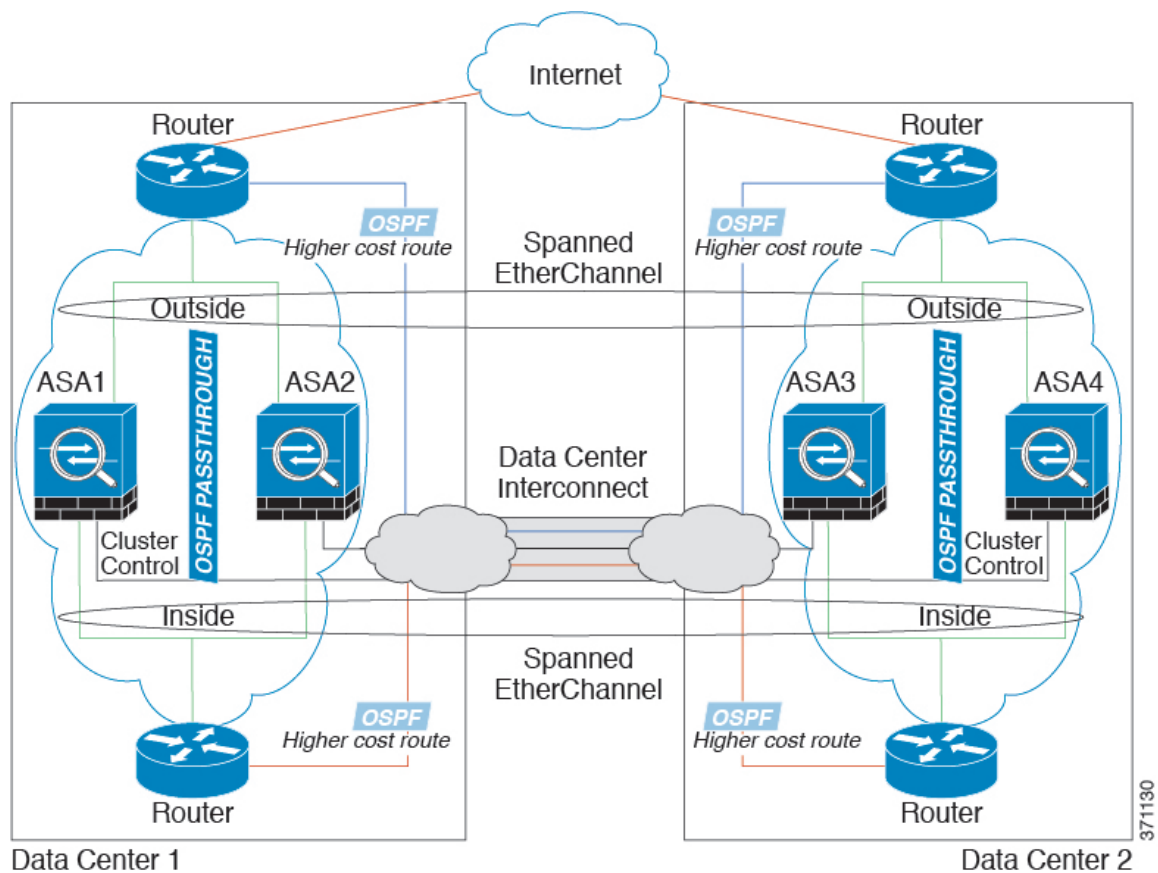 Internet
Router
Router
OSPF
Higher cost route
OSPF
Higher cost route
Spanned
EtherChannel
Outside
Outside
ASA1
OSPF PASSTHROUGH
ASA2
ASA3
OSPF PASSTHROUGH
ASA4
Data Center
Interconnect
Cluster
Control
Cluster
Control
Inside
Inside
Spanned
EtherChannel
OSPF
Higher cost route
OSPF
Higher cost route
Router
Router
371130
Data Center 1
Data Center 2